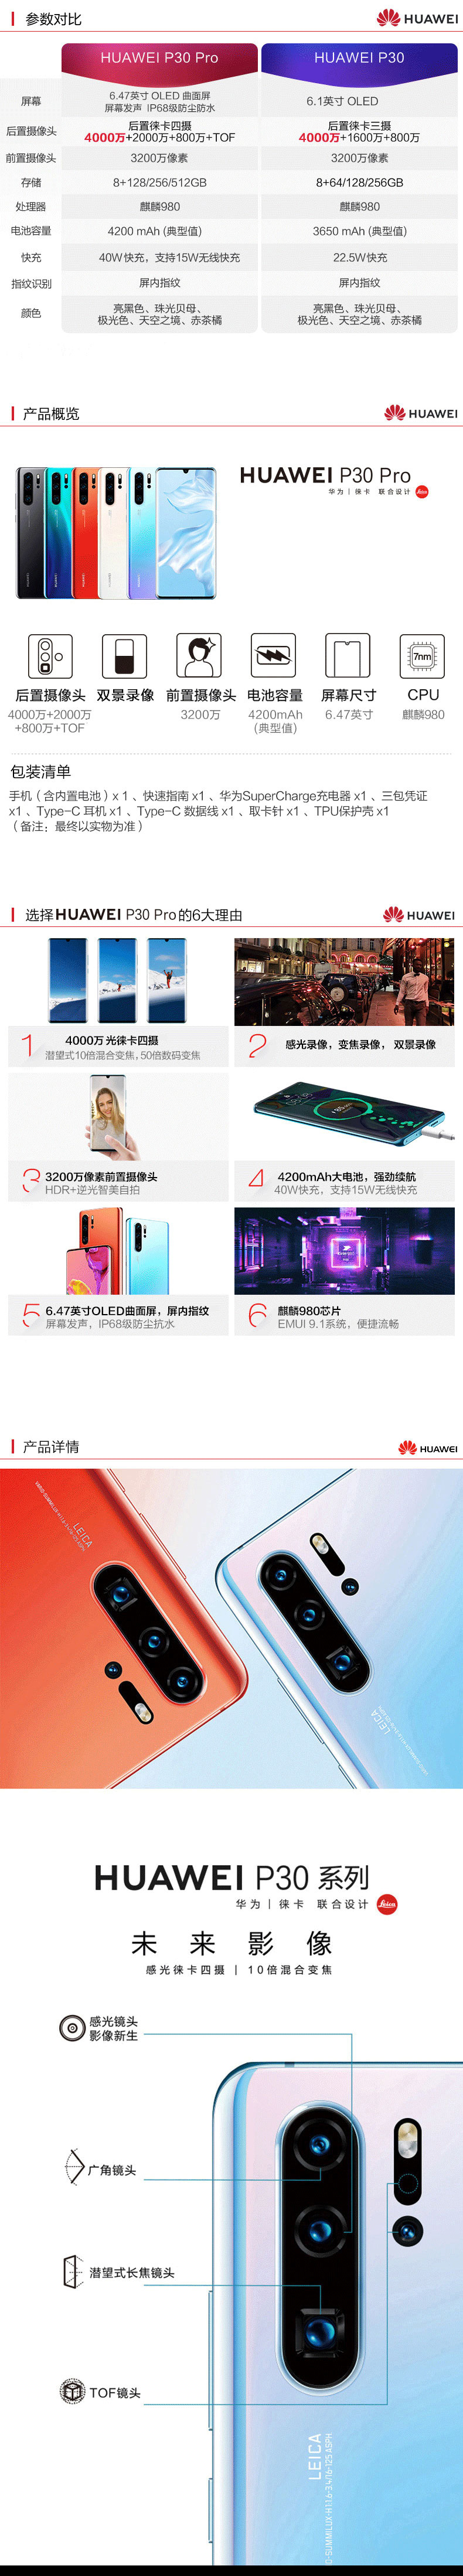 参数对比
HUAWEI
HUAWEI P30 Pro
HUAWEI P30
屏幕
6.47英寸 OLED 曲面屏
屏幕发声 IP68级防尘防水
6.1英寸 OLED
后置摄像头
后置徕卡四摄
4000万+2000万+800万+TOF
后置徕卡三摄
4000万+1600万+800万
前置摄像头
3200万像素
3200万像素
存储
8+128/256/512GB
8+64/128/256GB
处理器
麒麟980
麒麟980
电池容量
4200 mAh (典型值)
3650 mAh (典型值)
快充
40W快充，支持15W无线快充
22.5W快充
指纹识别
屏内指纹
屏内指纹
颜色
亮黑色、珠光贝母、
极光色、天空之境、赤茶橘
亮黑色、珠光贝母、
极光色、天空之境、赤茶橘
产品概览
HUAWEI
HUAWEI P30 Pro
华为 | 徕卡 联合设计
Leica
7nm
后置摄像头
4000万+2000万
+800万+TOF
双景录像
前置摄像头
3200万
电池容量
4200mAh
(典型值)
屏幕尺寸
6.47英寸
CPU
麒麟980
包装清单
手机（含内置电池）x 1 、快速指南 x1 、华为SuperCharge充电器 x1 、三包凭证
x1 、Type-C 耳机 x1 、Type-C 数据线 x1 、取卡针 x1 、TPU保护壳 x1
（备注：最终以实物为准）
选择HUAWEI P30 Pro的6大理由
HUAWEI
1
4000万 光徕卡四摄
潜望式10倍混合变焦，50倍数码变焦
2
感光录像，变焦录像， 双景录像
3
3200万像素前置摄像头
HDR+逆光智美自拍
4
4200mAh大电池，强劲续航
40W快充，支持15W无线快充
5
6.47英寸OLED曲面屏，屏内指纹
屏幕发声，IP68级防尘抗水
6
麒麟980芯片
EMUI 9.1系统，便捷流畅
产品详情
HUAWEI
LEICA
LEICA
HUAWEI P30 系列
华为 | 徕卡 联合设计
Leica
未来影像
感光徕卡四摄 | 10倍混合变焦
感光镜头
影像新生
广角镜头
潜望式长焦镜头
TOF镜头
LEICA